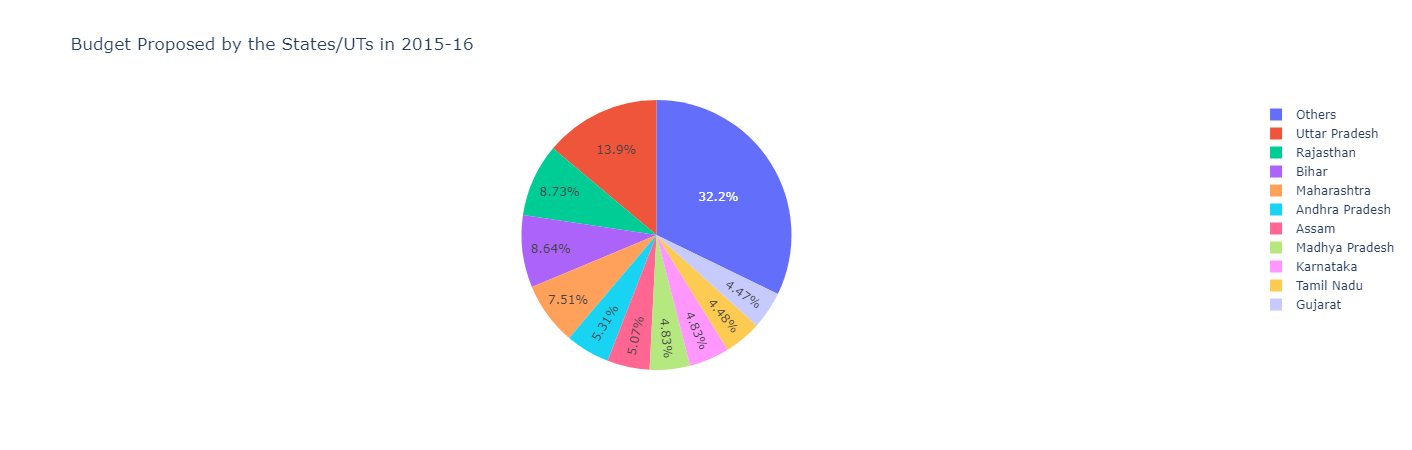 Budget Proposed by the States/UTs in 2015-16
13.9%
32.2%
8.73%
8.64%
7.51%
5.31%
5.07%
4.83%
4.83%
4.48%
4.47%
Others
Uttar Pradesh
Rajasthan
Bihar
Maharashtra
Andhra Pradesh
Assam
Madhya Pradesh
Karnataka
Tamil Nadu
Gujarat